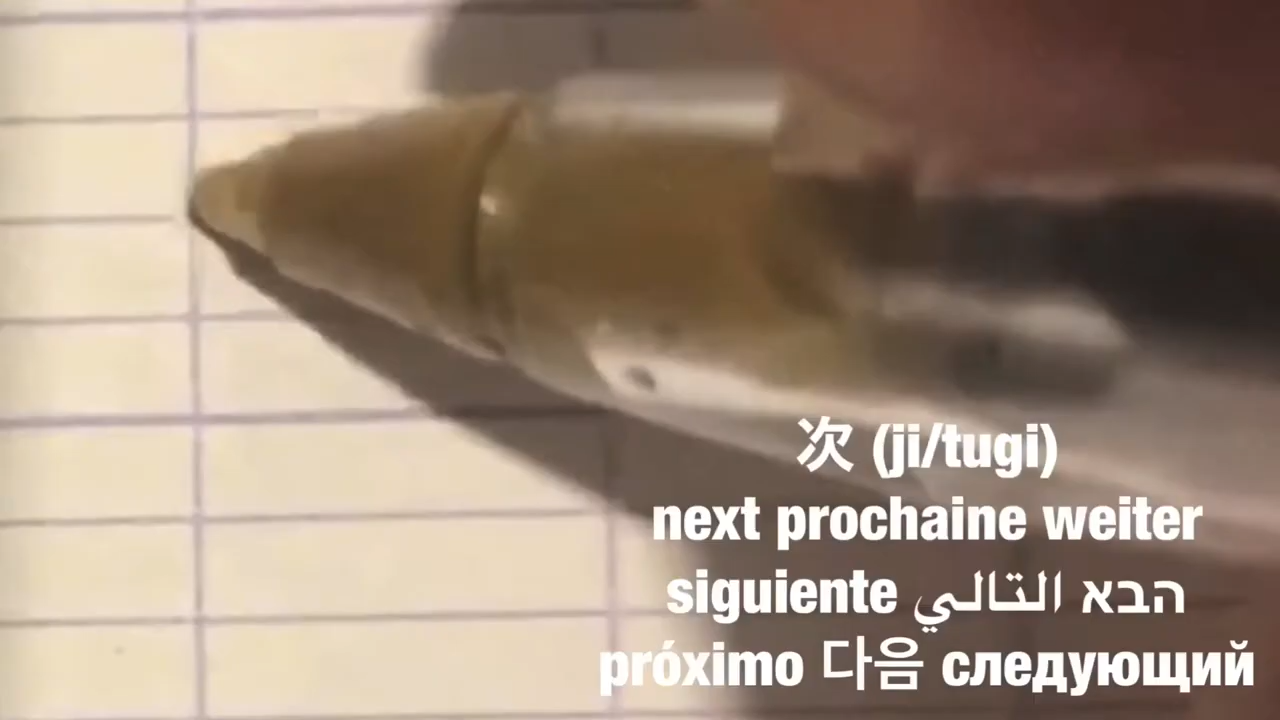 次 (ji/tugi)
next prochaine weiter
siguiente التالي הבא
próximo 다음 следующий